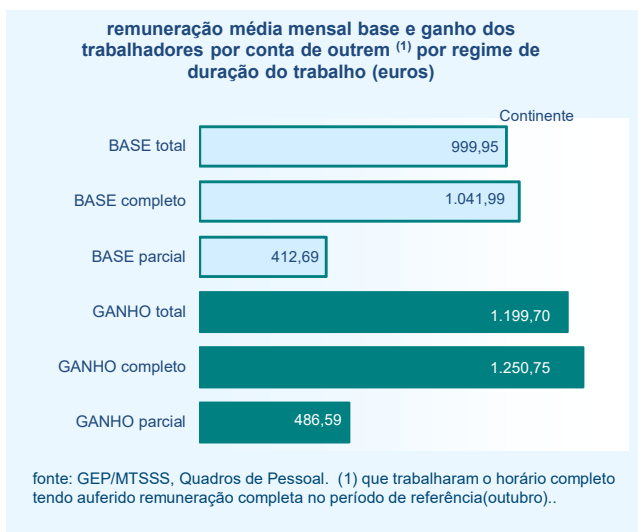 remuneração média mensal base e ganho dos
trabalhadores por conta de outrem (1) por regime de
duração do trabalho (euros)
Continente
BASE total
999,95
BASE completo
1.041,99
BASE parcial
412,69
GANHO total
1.199,70
GANHO completo
1.250,75
GANHO parcial
486,59
fonte: GEP/MTSSS, Quadros de Pessoal. (1) que trabalharam o horário completo
tendo auferido remuneração completa no período de referência(outubro)..